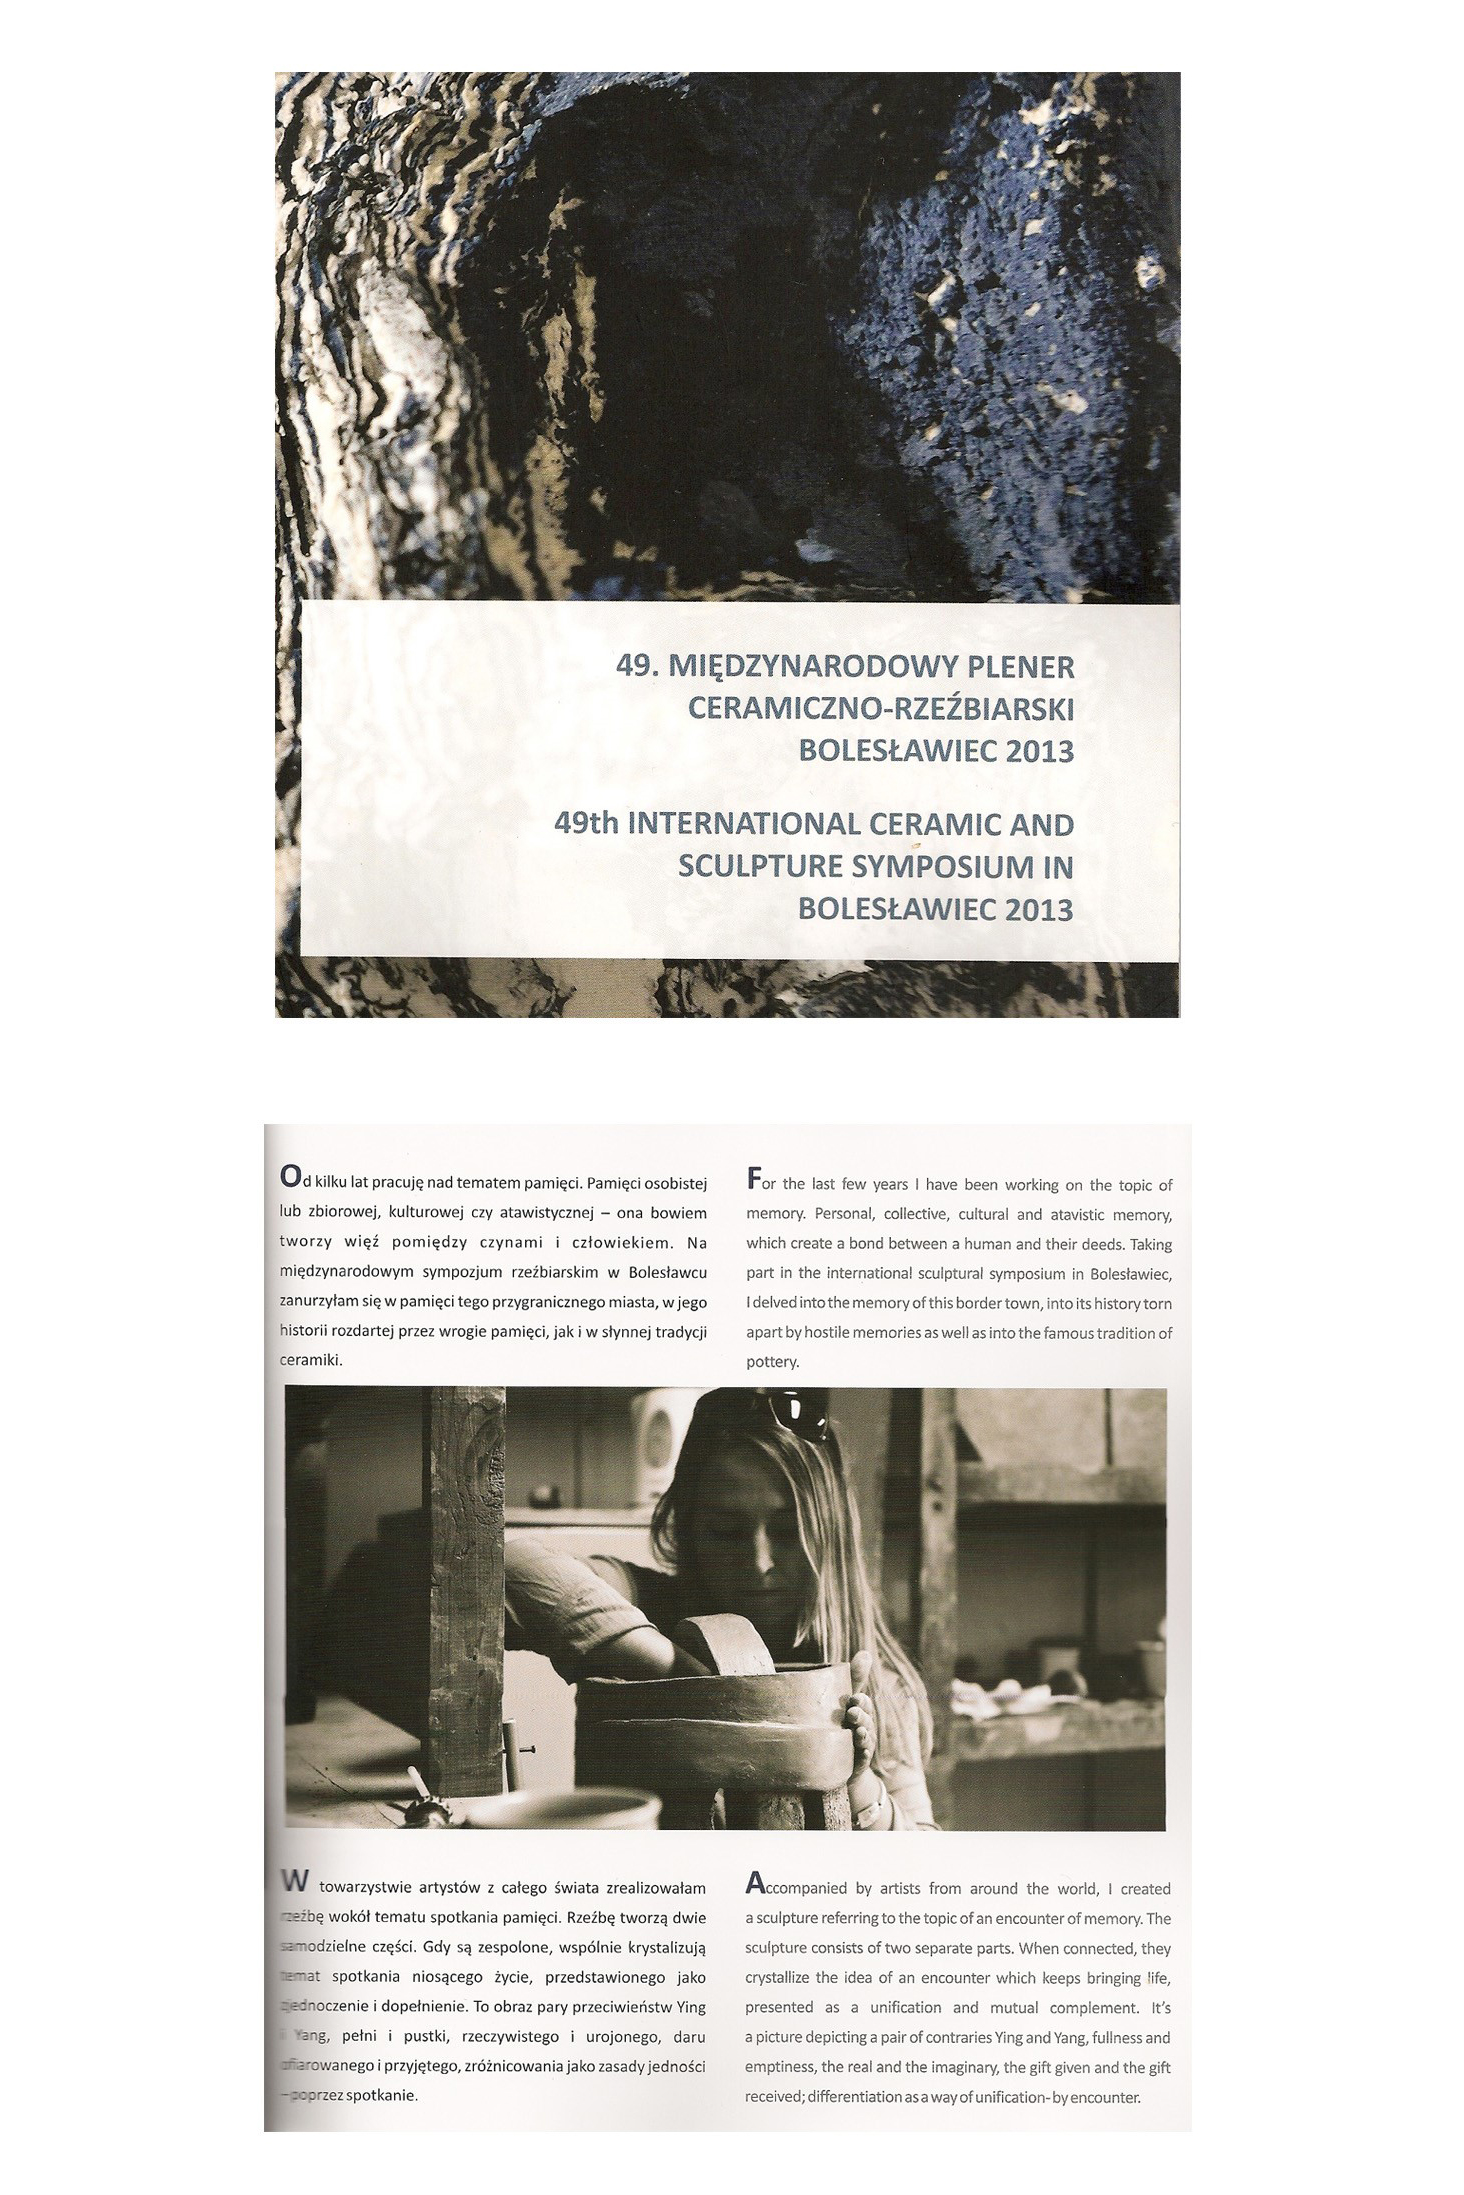 49. MIĘDZYNARODOWY PLENER
CERAMICZNO-RZEŹBIARSKI
BOLESŁAWIEC 2013
49th INTERNATIONAL CERAMIC AND
SCULPTURE SYMPOSIUM IN
BOLESŁAWIEC 2013
Od kilku lat pracuję nad tematem pamięci. Pamięci osobistej
lub zbiorowej, kulturowej czy atawistycznej – ona bowiem
tworzy więź pomiędzy czynami i człowiekiem. Na
międzynarodowym sympozjum rzeźbiarskim w Bolesławcu
zanurzyłam się w pamięci tego przygranicznego miasta, w jego
historii rozdartej przez wrogie pamięci, jak i w słynnej tradycji
ceramiki.
For the last few years I have been working on the topic of
memory. Personal, collective, cultural and atavistic memory,
which create a bond between a human and their deeds. Taking
part in the international sculptural symposium in Bolesławiec,
I delved into the memory of this border town, into its history torn
apart by hostile memories as well as into the famous tradition of
pottery.
W towarzystwie artystów z całego świata zrealizowałam
rzeźbę wokół tematu spotkania pamięci. Rzeźbę tworzą dwie
samodzielne części. Gdy są zespolone, wspólnie krystalizują
temat spotkania niosącego życie, przedstawionego jako
zjednoczenie i dopełnienie. To obraz pary przeciwieństw Ying
i Yang, pełni i pustki, rzeczywistego i urojonego, daru
ofiarowanego i przyjętego, zróżnicowania jako zasady jedności
– poprzez spotkanie.
Accompanied by artists from around the world, I created
a sculpture referring to the topic of an encounter of memory. The
sculpture consists of two separate parts. When connected, they
crystallize the idea of an encounter which keeps bringing life,
presented as a unification and mutual complement. It's
a picture depicting a pair of contraries Ying and Yang, fullness and
emptiness, the real and the imaginary, the gift given and the gift
received; differentiation as a way of unification- by encounter.